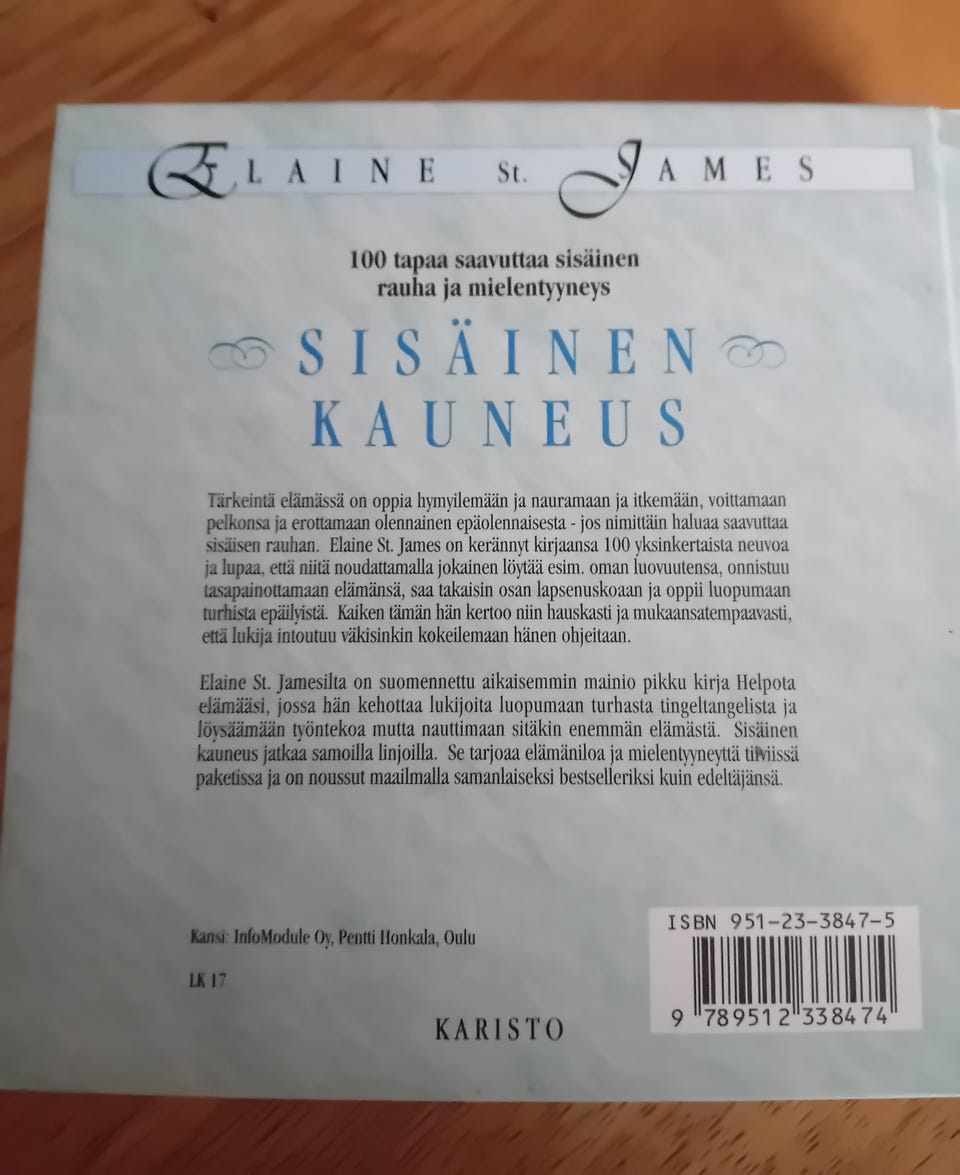 ELAINE St. JAMES
100 tapaa saavuttaa sisäinen
rauha ja mielentyyneys
SISÄINEN
KAUNEUS
Tärkeintä elämässä on oppia hymyilemään ja nauramaan ja itkemään, voittamaan
pelkonsa ja erottamaan olennainen epäolennaisesta - jos nimittäin haluaa saavuttaa
sisäisen rauhan. Elaine St. James on kerännyt kirjaansa 100 yksinkertaista neuvoa
ja lupaa, että niitä noudattamalla jokainen löytää esim. oman luovuutensa, onnistuu
tasapainottamaan elämänsä, saa takaisin osan lapsenuskoaan ja oppii luopumaan
turhista epäilyistä. Kaiken tämän hän kertoo niin hauskasti ja mukaansatempaavasti,
että lukija intoutuu väkisinkin kokeilemaan hänen ohjeitaan.
Elaine St. Jamesilta on suomennettu aikaisemmin mainio pikku kirja Helpota
elämääsi, jossa hän kehottaa lukijoita luopumaan turhasta tingeltangelista ja
löysäämään työntekoa mutta nauttimaan sitäkin enemmän elämästä. Sisäinen
kauneus jatkaa samoilla linjoilla. Se tarjoaa elämäniloa ja mielentyyneyttä tiiviissä
paketissa ja on noussut maailmalla samanlaiseksi bestselleriksi kuin edeltäjänsä.
Kansi: InfoModule Oy, Pentti Honkala, Oulu
LK 17
KARISTO
ISBN 951-23-3847-5
9 789512 338474